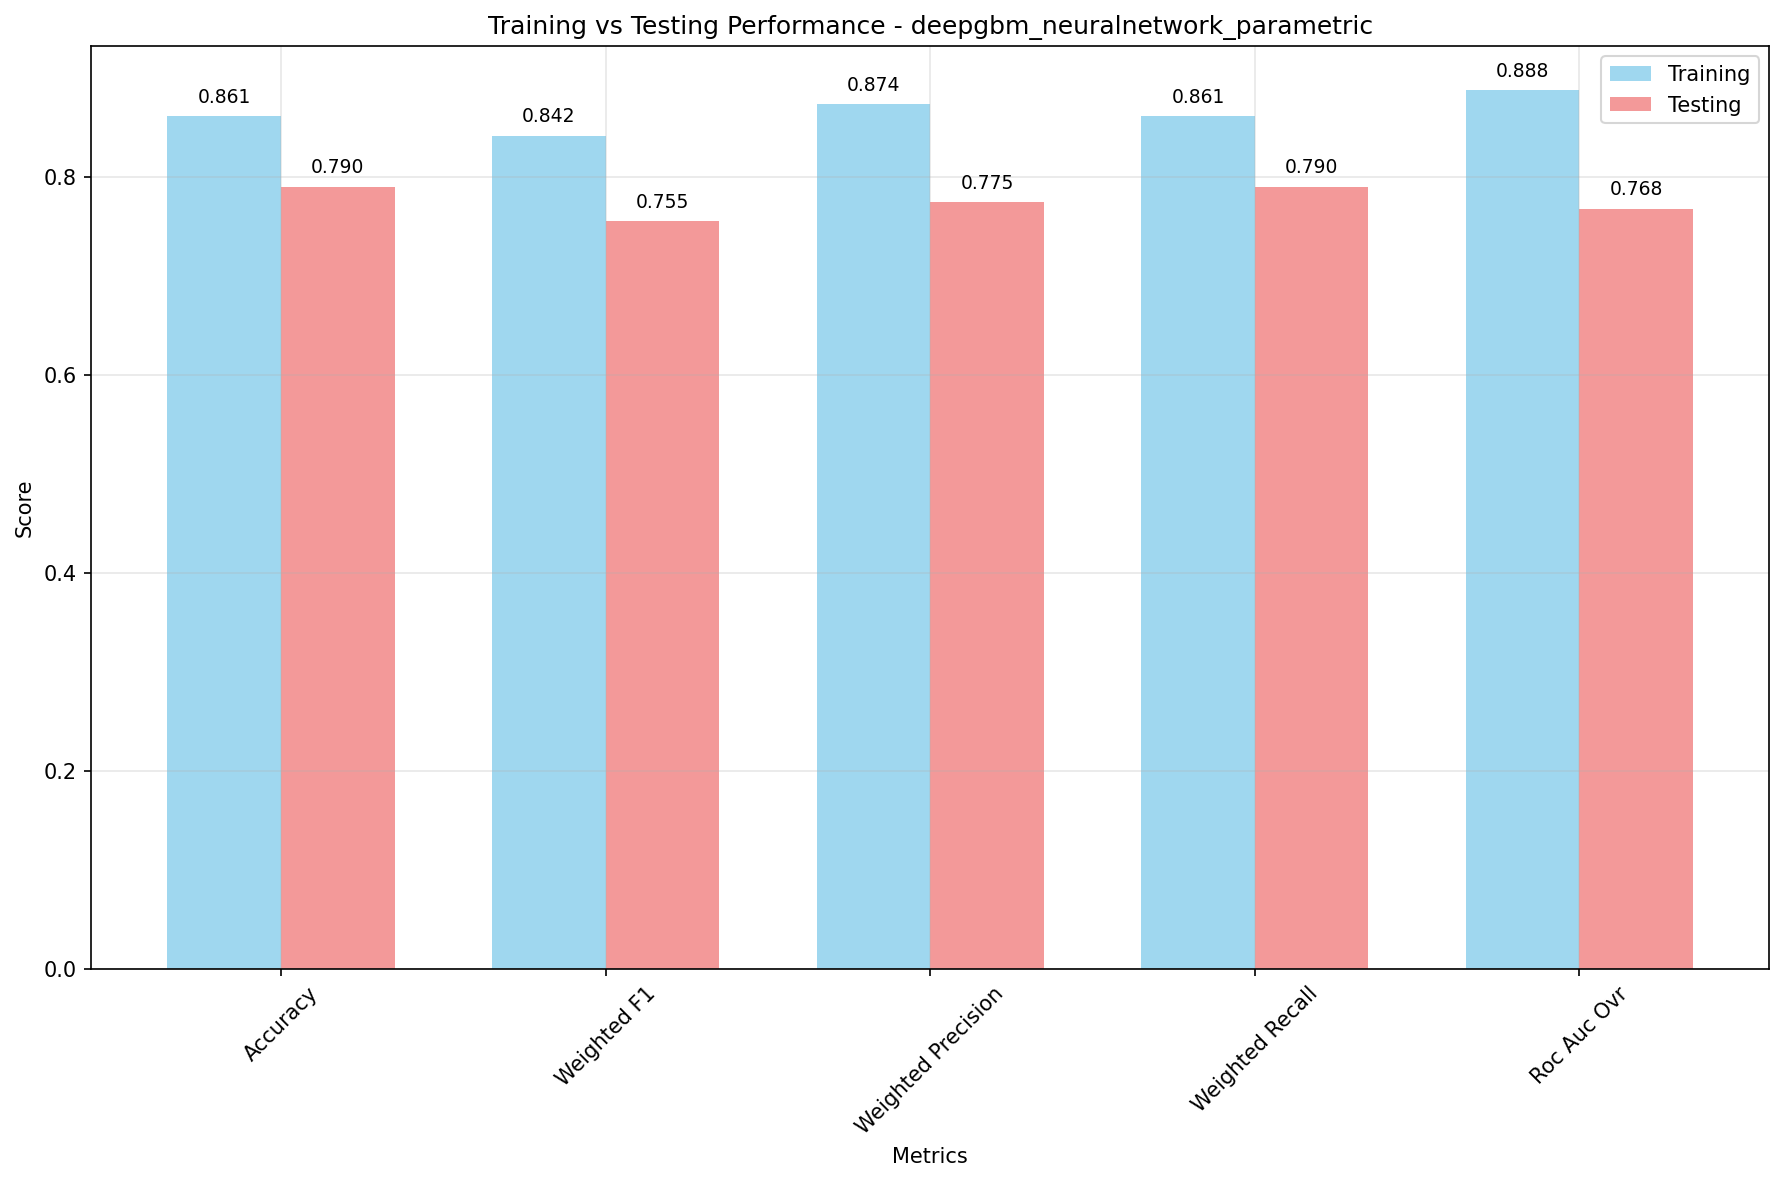 Training vs Testing Performance - deepgbm_neuralnetwork_parametric
Training
Testing
0.861
0.790
0.842
0.755
0.874
0.775
0.861
0.790
0.888
0.768
Score
0.8
0.6
0.4
0.2
0.0
Accuracy
Weighted F1
Weighted Precision
Weighted Recall
Roc Auc Ovr
Metrics